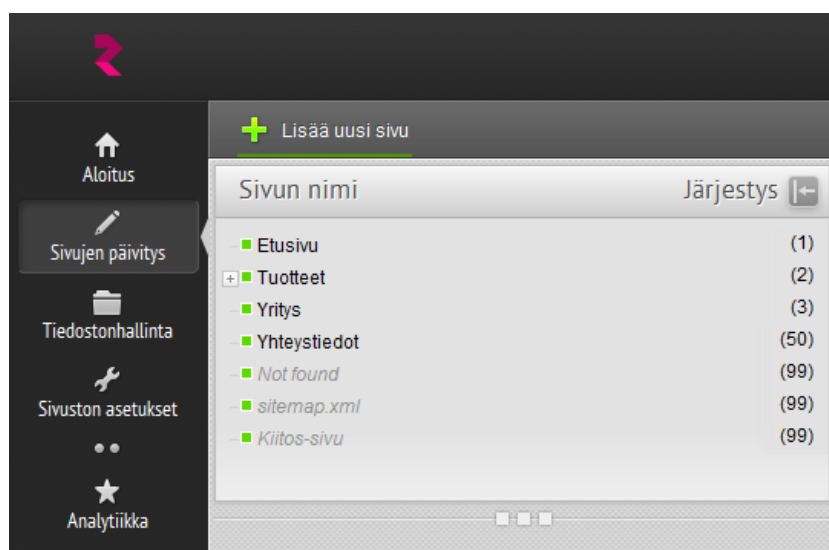 Lisää uusi sivu
Aloitus
Sivun nimi Järjestys
Sivujen päivitys
Etusivu (1)
Tuotteet (2)
Yritys (3)
Tiedostonhallinta
Yhteystiedot (50)
Not found (99)
Sivuston asetukset
sitemap.xml (99)
Kiitos-sivu (99)
Analytiikka